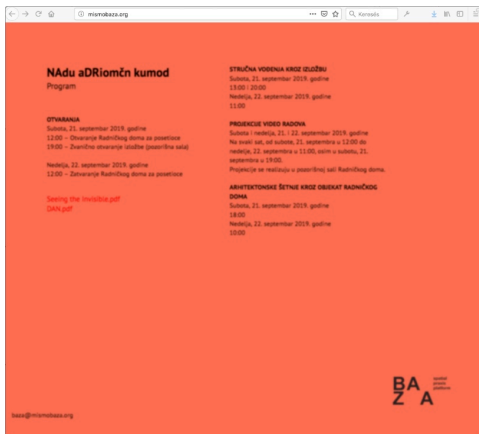 mismobaza.org
Keresés
NAdu aDRiomčn kumod
Program
OTVARANJA
Subota, 21. septembar 2019. godine
12:00 – Otvaranje Radničkog doma za posetioce
19:00 – Zvanično otvaranje izložbe (pozorišna sala)
Nedelja, 22. septembar 2019. godine
12:00 – Zatvaranje Radničkog doma za posetioce
Seeing the Invisible.pdf
DAN.pdf
STRUČNA VOĐENJA KROZ IZLOŽBU
Subota, 21. septembar 2019. godine
13:00 i 20:00
Nedelja, 22. septembar 2019. godine
11:00
PROJEKCIJE VIDEO RADOVA
Subota i nedelja, 21. i 22. septembar 2019. godine
Na svaki sat, od subote, 21. septembra u 12:00 do
nedelje, 22. septembra u 11:00, osim u subotu, 21.
septembra u 19:00.
Projekcije se realizuju u pozorišnoj sali Radničkog doma.
ARHITEKTONSKE ŠETNJE KROZ OBJEKAT RADNIČKOG
DOMA
Subota, 21. septembar 2019. godine
18:00
Nedelja, 22. septembar 2019. godine
10:00
BA
Z A
spatial
praxis
platform
baza@mismobaza.org